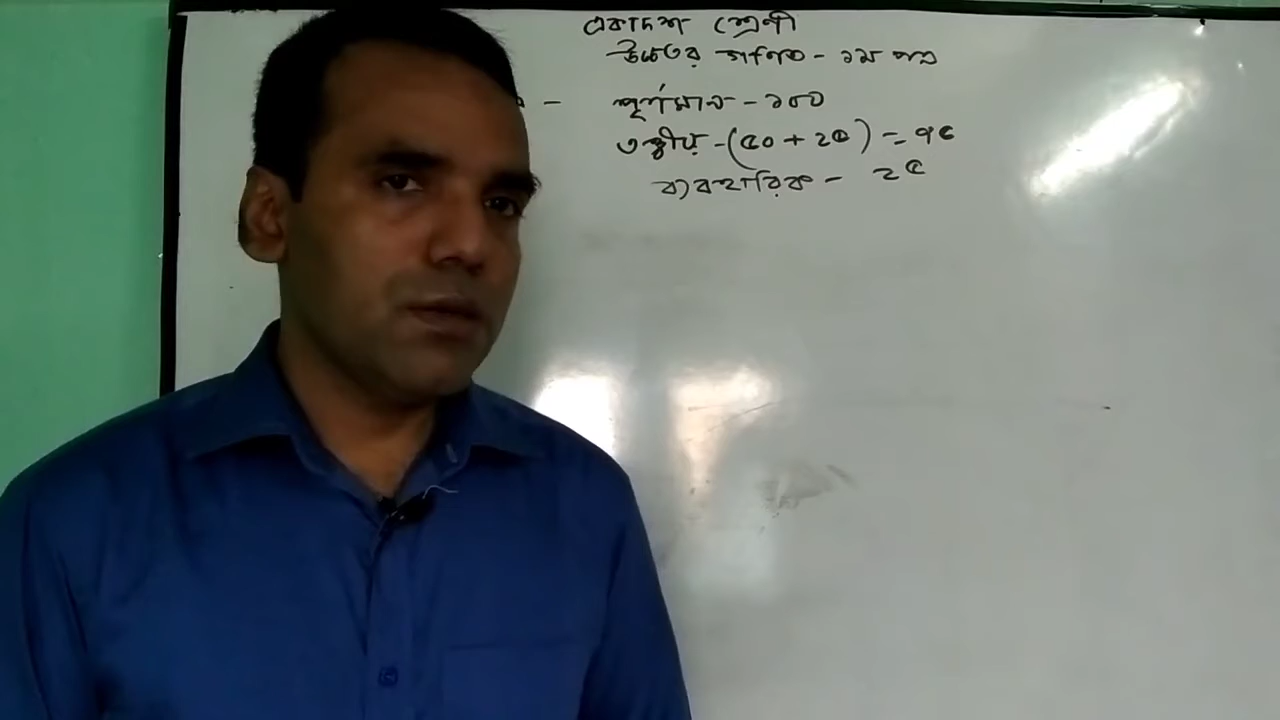 একাদশ শ্রেণী
উচ্চতর গণিত - ১ম পত্র
- পূর্ণমান - ১০০
তত্ত্বীয় - (৫০ + ২৫) = ৭৫
ব্যবহারিক - ২৫